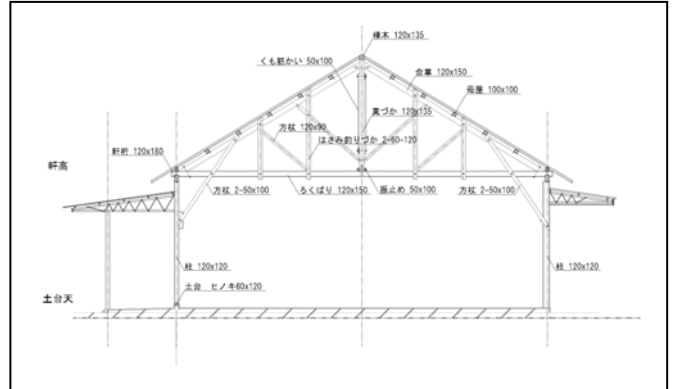 棟木 120x135
くも筋かい 50x100
合掌 120x150
母屋 100x100
真づか 120x135
方杖 120x90
はさみ釣りづか 2-60-120
軒桁 120x180
軒高
方杖 2-50x100
ろくばり 120x150
振止め 50x100
方杖 2-50x100
柱 120x120
柱 120x120
土台 ヒノキ60x120
土台天